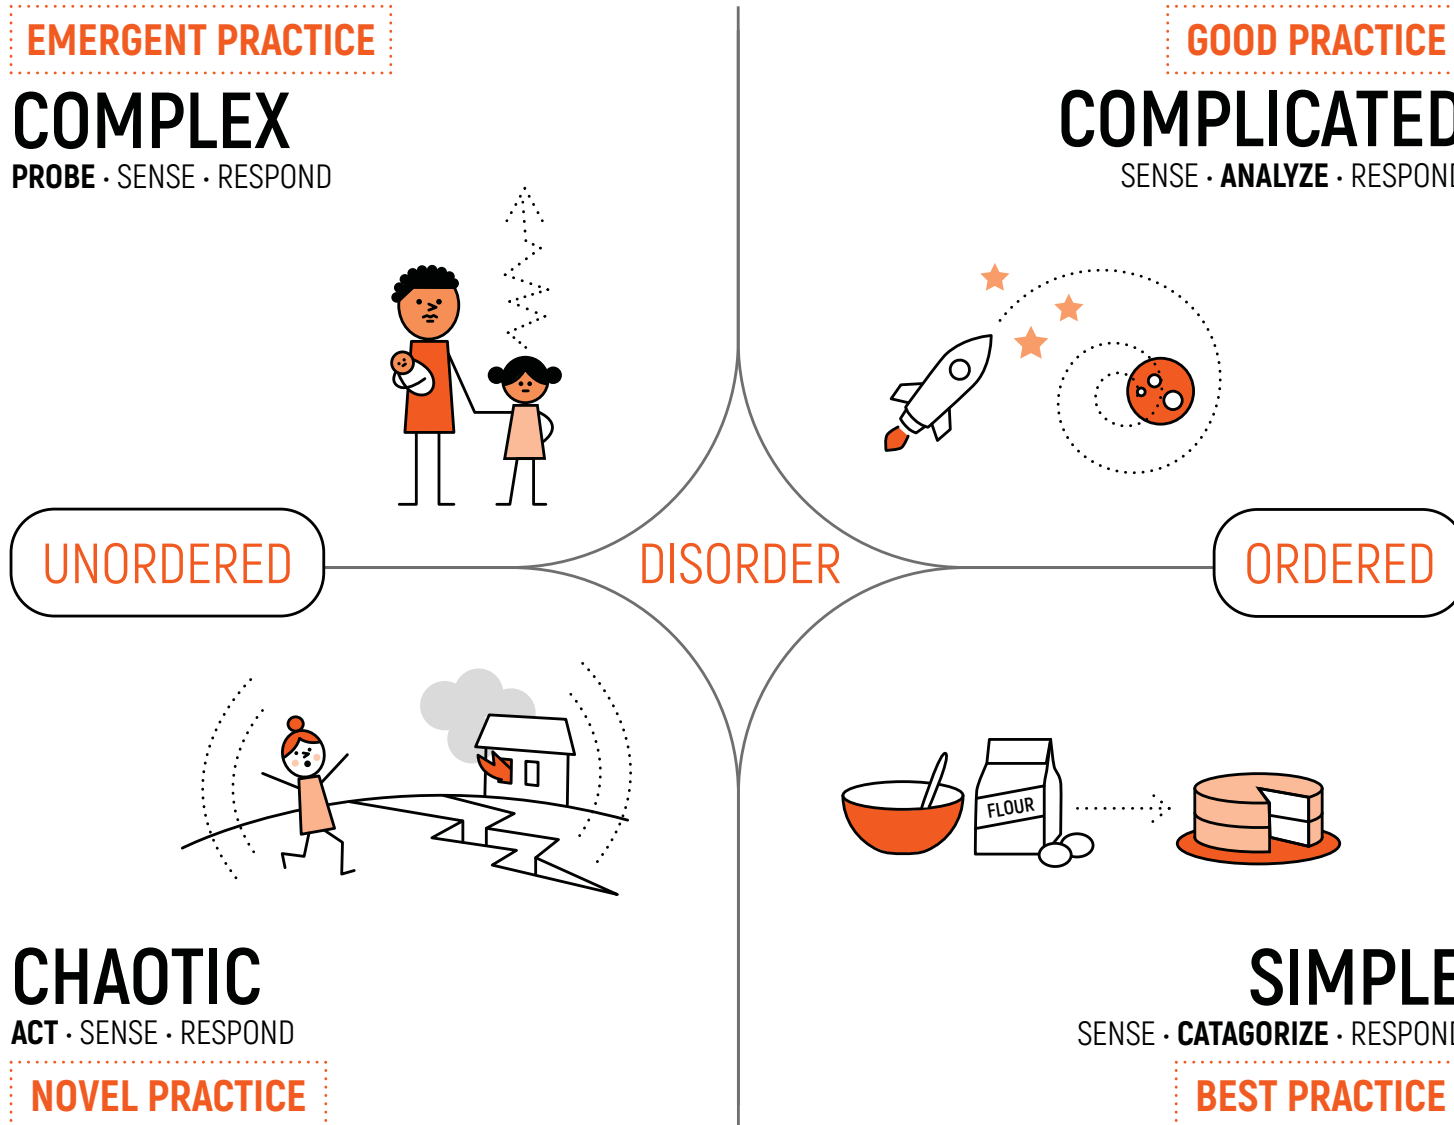 EMERGENT PRACTICE
COMPLEX
PROBE · SENSE · RESPOND
GOOD PRACTICE
COMPLICATED
SENSE · ANALYZE · RESPOND
UNORDERED
DISORDER
ORDERED
FLOUR
CHAOTIC
ACT · SENSE · RESPOND
NOVEL PRACTICE
SIMPLE
SENSE · CATAGORIZE · RESPOND
BEST PRACTICE